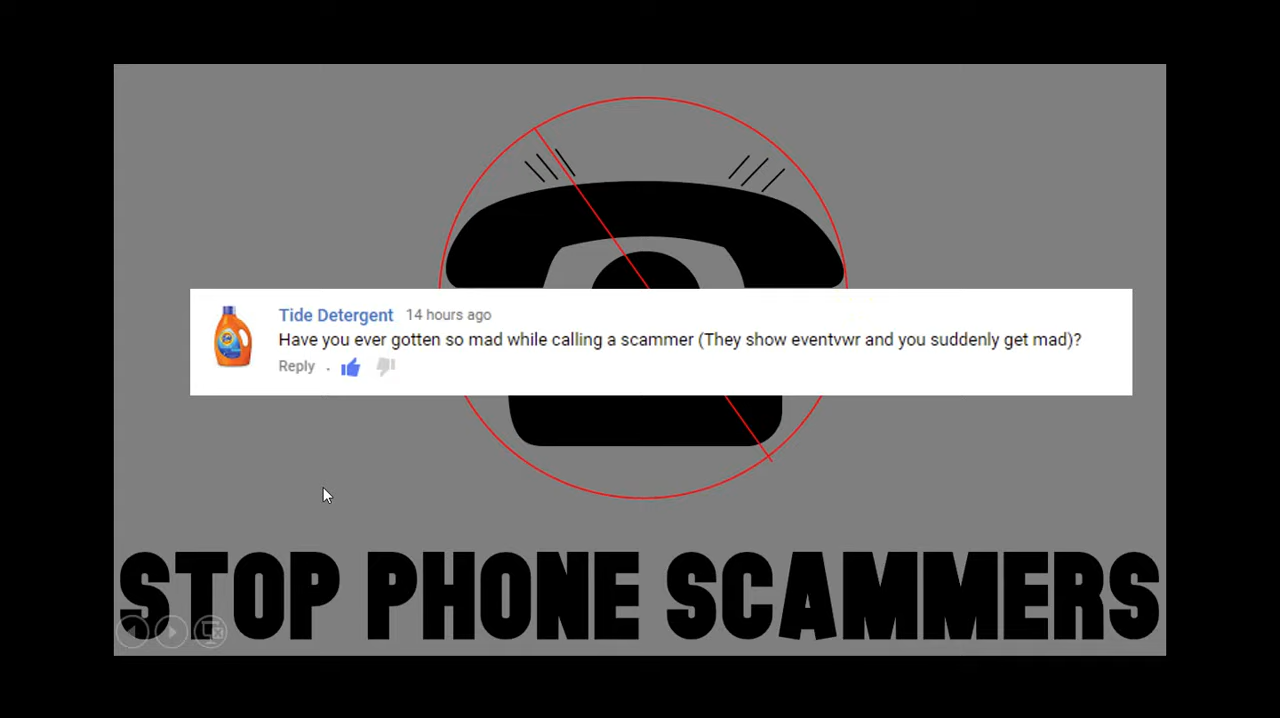 Tide Detergent 14 hours ago
Have you ever gotten so mad while calling a scammer (They show eventvwr and you suddenly get mad)?
Reply .
STOP PHONE SCAMMERS